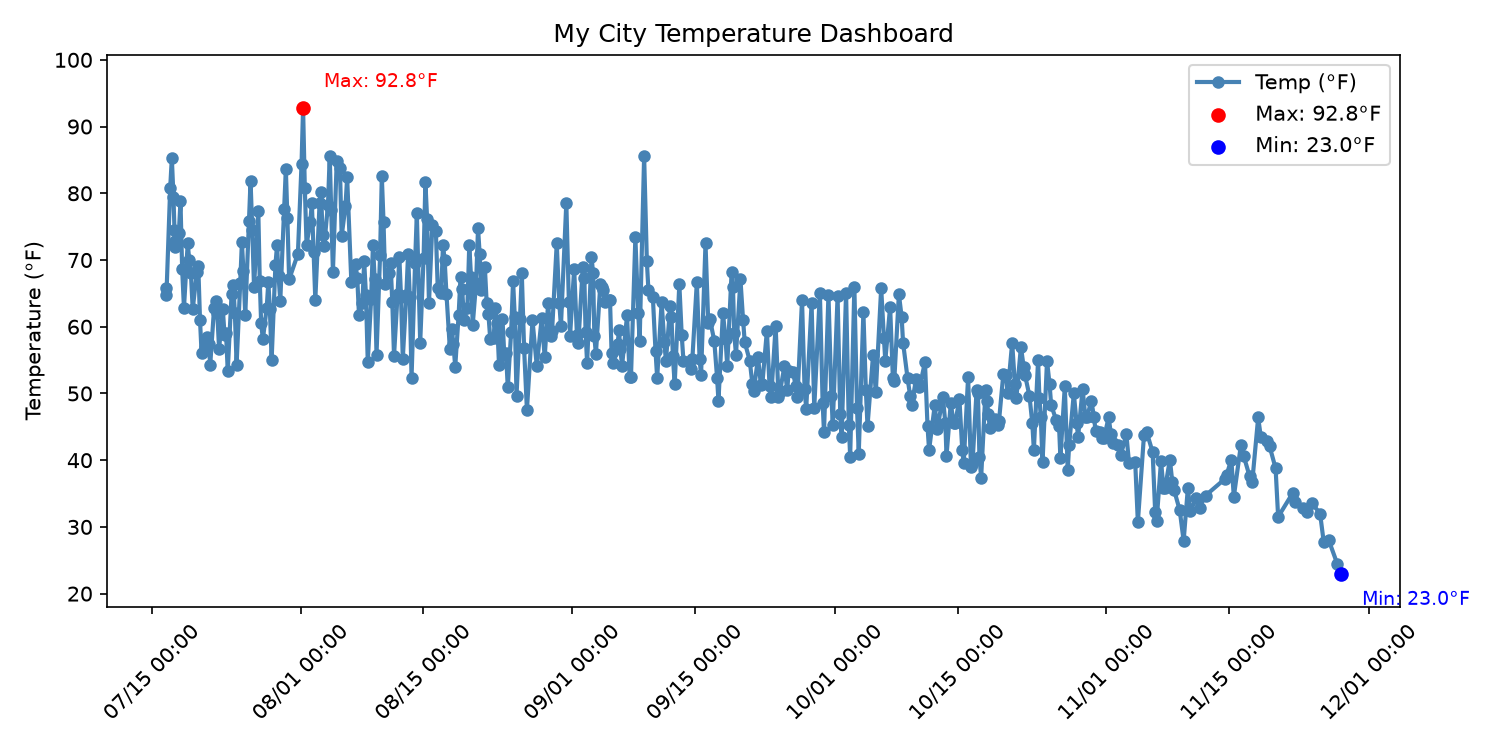 My City Temperature Dashboard
Temperature (°F)
100
90
80
70
60
50
40
30
20
Max: 92.8°F
Temp (°F)
Max: 92.8°F
Min: 23.0°F
Min: 23.0°F
07/15 00:00
08/01 00:00
08/15 00:00
09/01 00:00
09/15 00:00
10/01 00:00
10/15 00:00
11/01 00:00
11/15 00:00
12/01 00:00